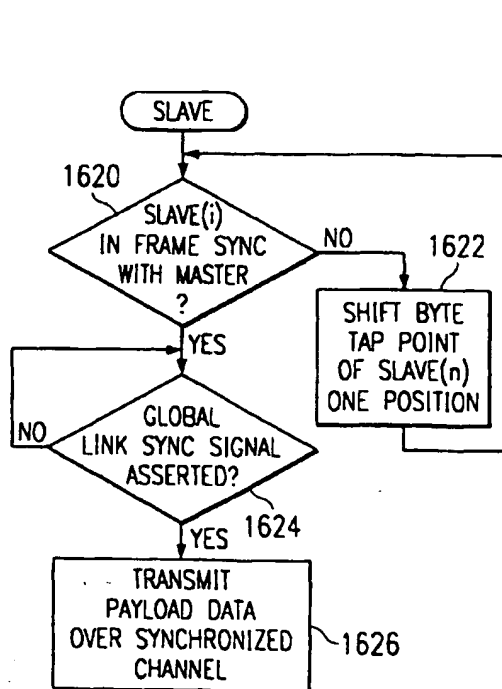 SLAVE
1620
SLAVE(i)
IN FRAME SYNC
WITH MASTER
?
NO
1622
SHIFT BYTE
TAP POINT
OF SLAVE(n)
ONE POSITION
YES
NO
GLOBAL
LINK SYNC SIGNAL
ASSERTED?
1624
YES
TRANSMIT
PAYLOAD DATA
OVER SYNCHRONIZED
CHANNEL
1626